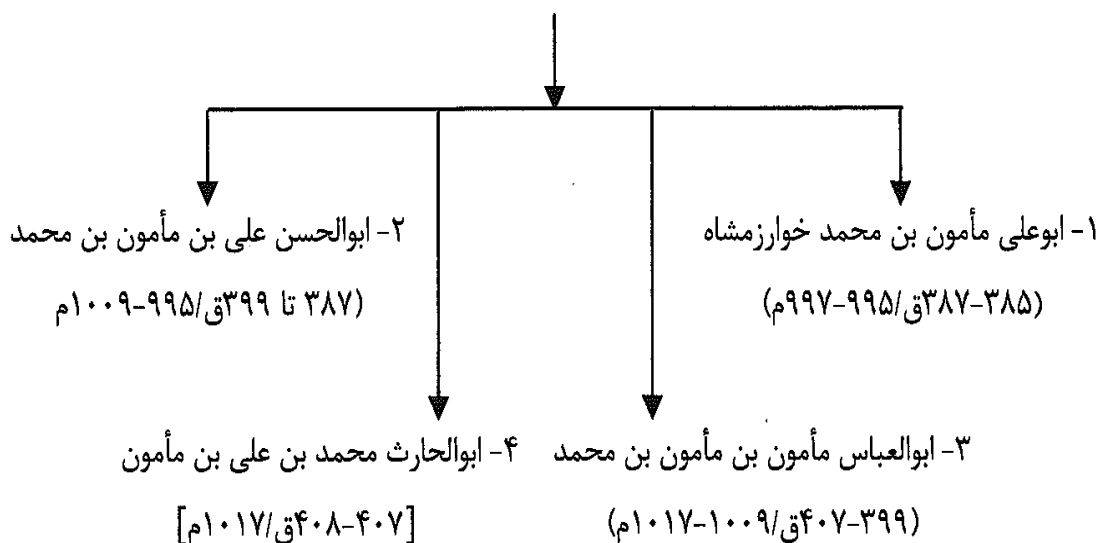 ۱- ابوعلی مأمون بن محمد خوارزمشاه
(۳۸۵-۳۸۷ق/۹۹۵-۹۹۷م)
۲- ابوالحسن علی بن مأمون بن محمد
(۳۸۷ تا ۳۹۹ق/۹۹۵-۱۰۰۹م
۳- ابوالعباس مأمون بن مأمون بن محمد
(۳۹۹-۴۰۷ق/۱۰۰۹-۱۰۱۷م)
۴- ابوالحارث محمد بن علی بن مأمون
[۴۰۷-۴۰۸ق/۱۰۱۷م]